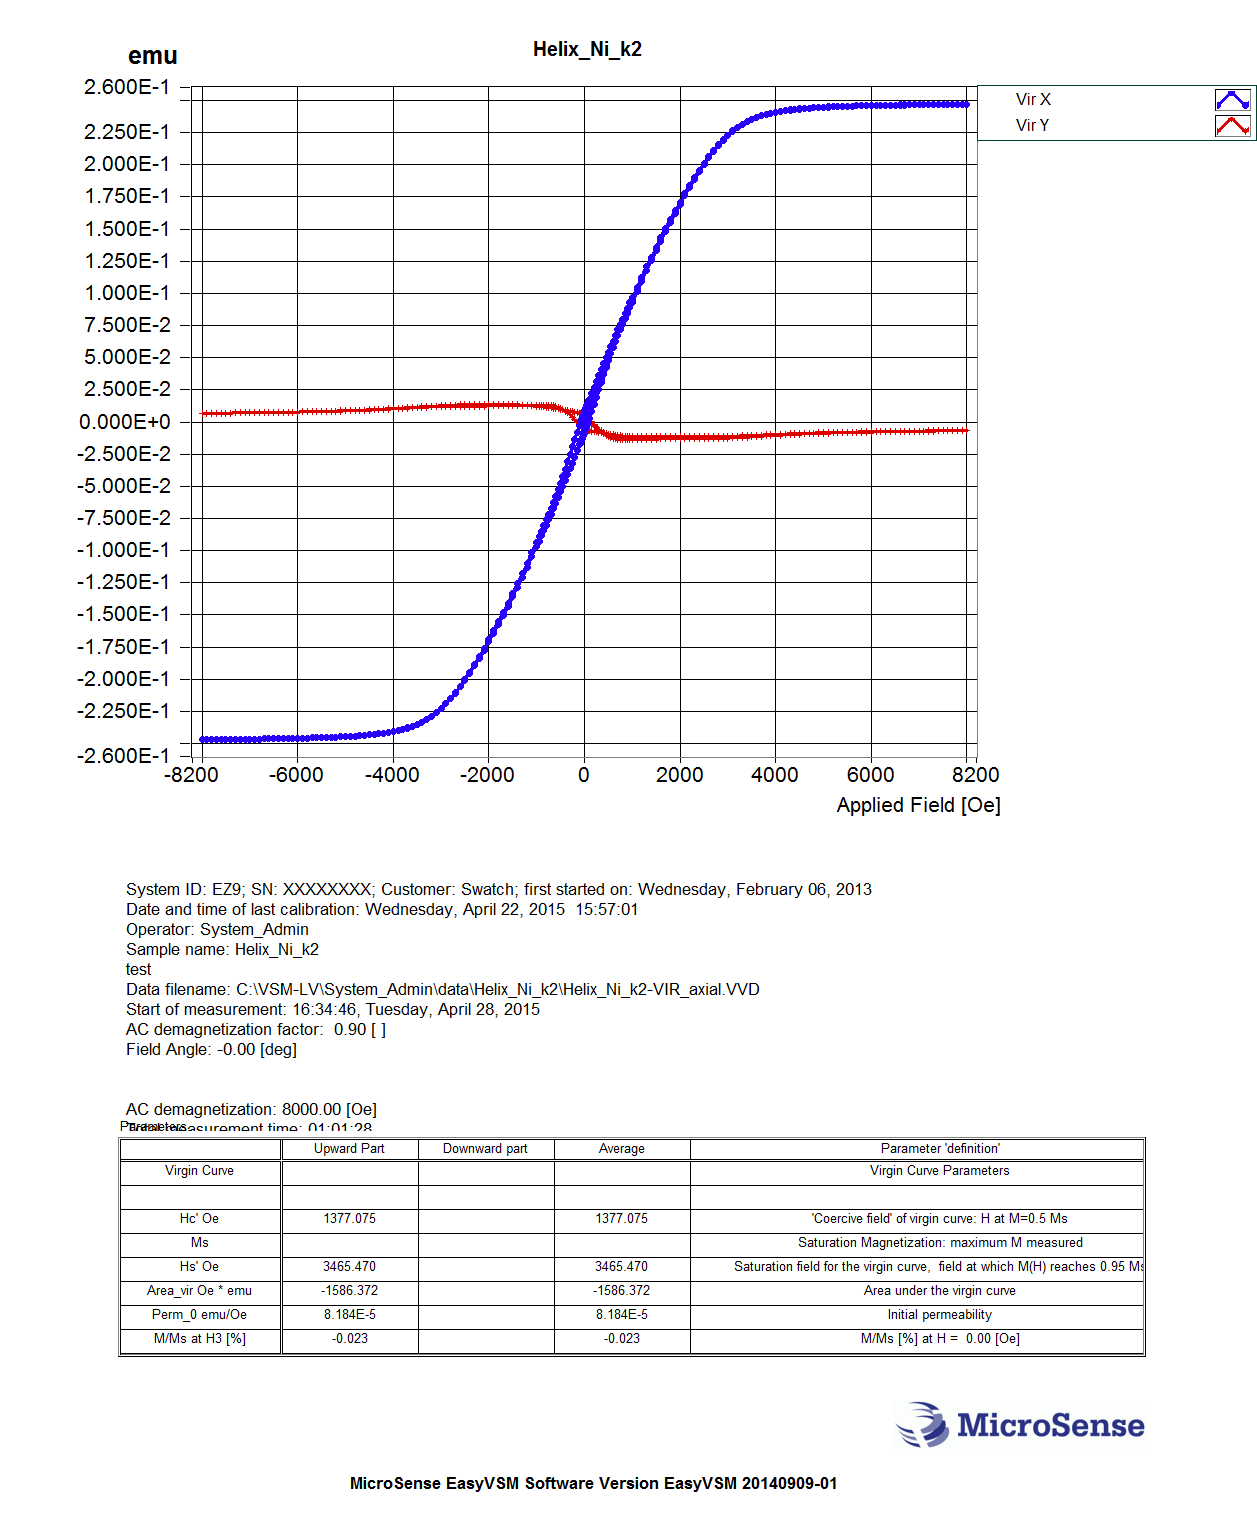 emu
Helix_Ni_k2
2.600E-1
2.250E-1
2.000E-1
1.750E-1
1.500E-1
1.250E-1
1.000E-1
7.500E-2
5.000E-2
2.500E-2
0.000E+0
-2.500E-2
-5.000E-2
-7.500E-2
-1.000E-1
-1.250E-1
-1.500E-1
-1.750E-1
-2.000E-1
-2.250E-1
-2.600E-1
-8200 -6000 -4000 -2000 0 2000 4000 6000 8200
Applied Field [Oe]
Vir X
Vir Y
System ID: EZ9; SN: XXXXXXXX; Customer: Swatch; first started on: Wednesday, February 06, 2013
Date and time of last calibration: Wednesday, April 22, 2015 15:57:01
Operator: System_Admin
Sample name: Helix_Ni_k2
test
Data filename: C:\VSM-LV\System_Admin\data\Helix_Ni_k2\Helix_Ni_k2-VIR_axial.VVD
Start of measurement: 16:34:46, Tuesday, April 28, 2015
AC demagnetization factor: 0.90 [ ]
Field Angle: -0.00 [deg]
AC demagnetization: 8000.00 [Oe]
Total measurement time: 01:01:28
Parameters
Upward Part Downward part Average Parameter 'definition'
Virgin Curve Virgin Curve Parameters
Hc' Oe 1377.075 1377.075 'Coercive field' of virgin curve: H at M=0.5 Ms
Ms Saturation Magnetization: maximum M measured
Hs' Oe 3465.470 3465.470 Saturation field for the virgin curve, field at which M(H) reaches 0.95 Ms
Area_vir Oe * emu -1586.372 -1586.372 Area under the virgin curve
Perm_0 emu/Oe 8.184E-5 8.184E-5 Initial permeability
M/Ms at H3 [%] -0.023 -0.023 M/Ms [%] at H = 0.00 [Oe]
MicroSense
MicroSense EasyVSM Software Version EasyVSM 20140909-01